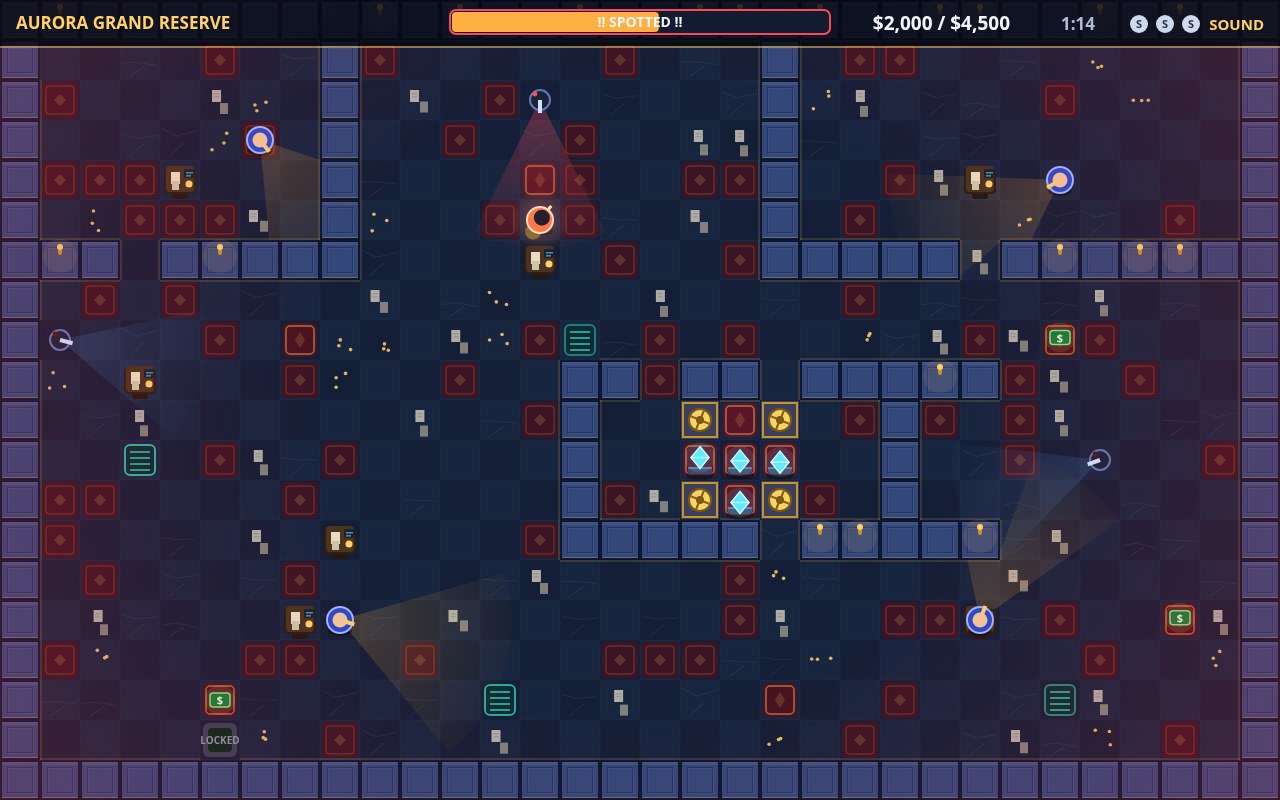 AURORA GRAND RESERVE
!! SPOTTED !!
$2,000 / $4,500
1:14
S S S SOUND
$
$
$
LOCKED